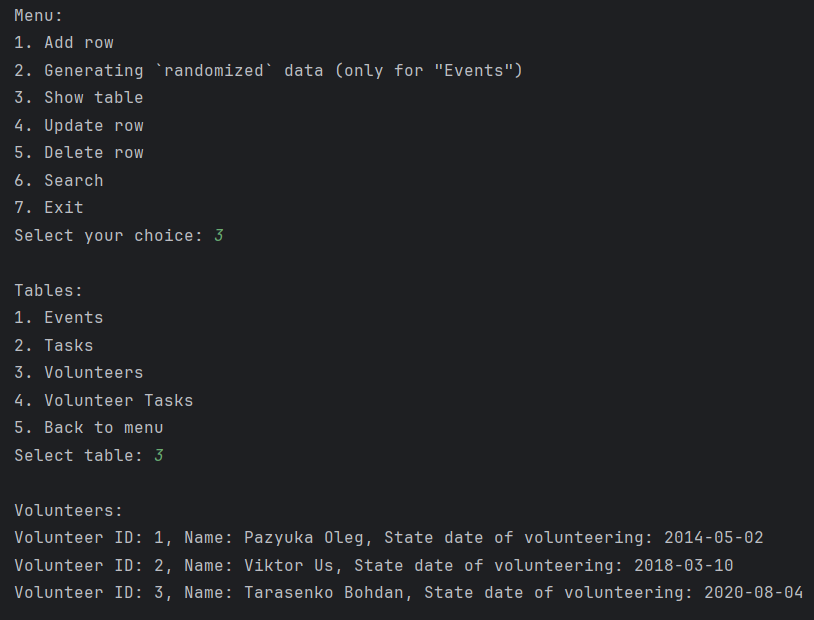 Menu:
1. Add row
2. Generating `randomized` data (only for "Events")
3. Show table
4. Update row
5. Delete row
6. Search
7. Exit
Select your choice: 3
Tables:
1. Events
2. Tasks
3. Volunteers
4. Volunteer Tasks
5. Back to menu
Select table: 3
Volunteers:
Volunteer ID: 1, Name: Pazyuka Oleg, State date of volunteering: 2014-05-02
Volunteer ID: 2, Name: Viktor Us, State date of volunteering: 2018-03-10
Volunteer ID: 3, Name: Tarasenko Bohdan, State date of volunteering: 2020-08-04